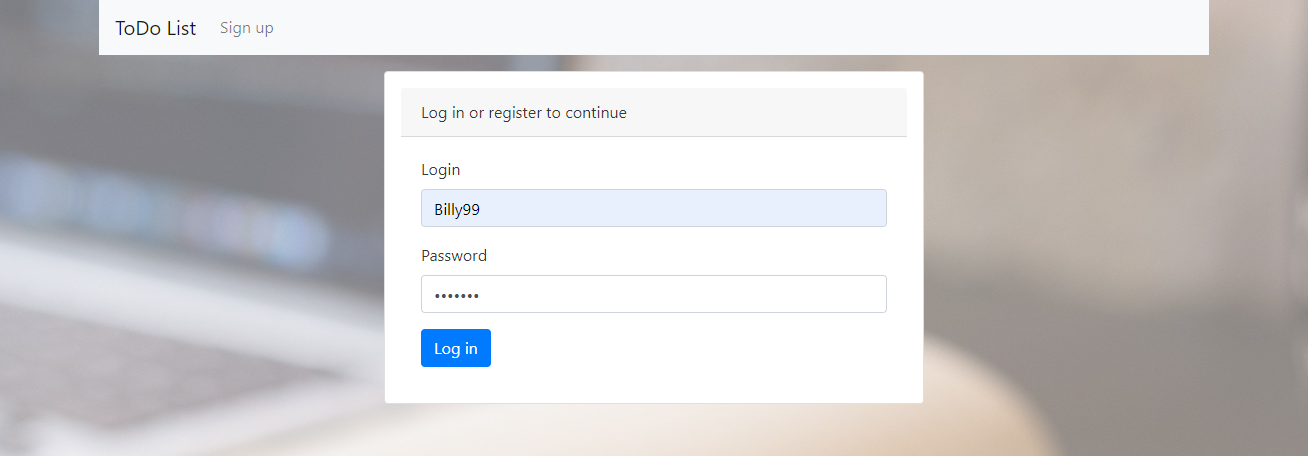 ToDo List Sign up
Log in or register to continue
Login
Billy99
Password
•••••••
Log in